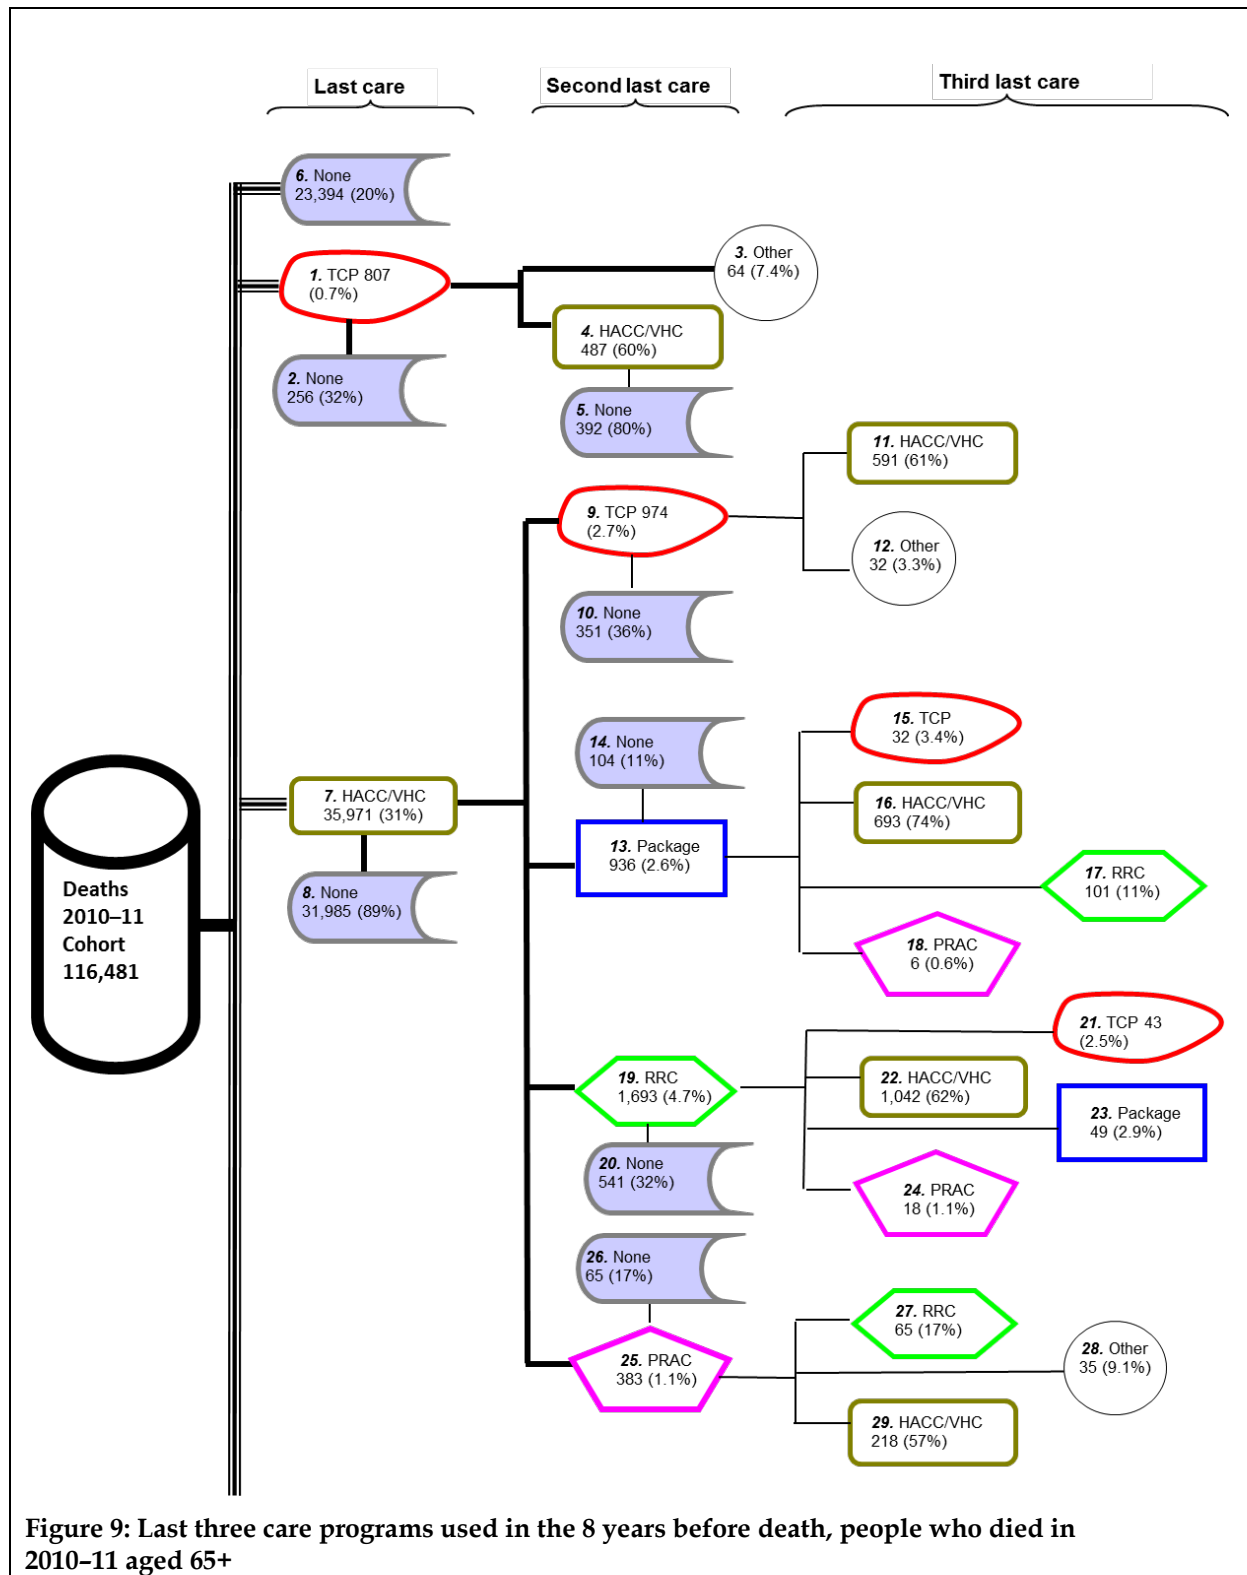 Last care
Second last care
Third last care
6. None
23,394 (20%)
1. TCP 807
(0.7%)
3. Other
64 (7.4%)
4. HACC/VHC
487 (60%)
2. None
256 (32%)
5. None
392 (80%)
11. HACC/VHC
591 (61%)
9. TCP 974
(2.7%)
12. Other
32 (3.3%)
10. None
351 (36%)
15. TCP
32 (3.4%)
14. None
104 (11%)
7. HACC/VHC
35,971 (31%)
16. HACC/VHC
693 (74%)
13. Package
936 (2.6%)
17. RRC
101 (11%)
8. None
31,985 (89%)
18. PRAC
6 (0.6%)
Deaths
2010–11
Cohort
116,481
21. TCP 43
(2.5%)
19. RRC
1,693 (4.7%)
22. HACC/VHC
1,042 (62%)
23. Package
49 (2.9%)
20. None
541 (32%)
24. PRAC
18 (1.1%)
26. None
65 (17%)
27. RRC
65 (17%)
25. PRAC
383 (1.1%)
28. Other
35 (9.1%)
29. HACC/VHC
218 (57%)
Figure 9: Last three care programs used in the 8 years before death, people who died in
2010–11 aged 65+